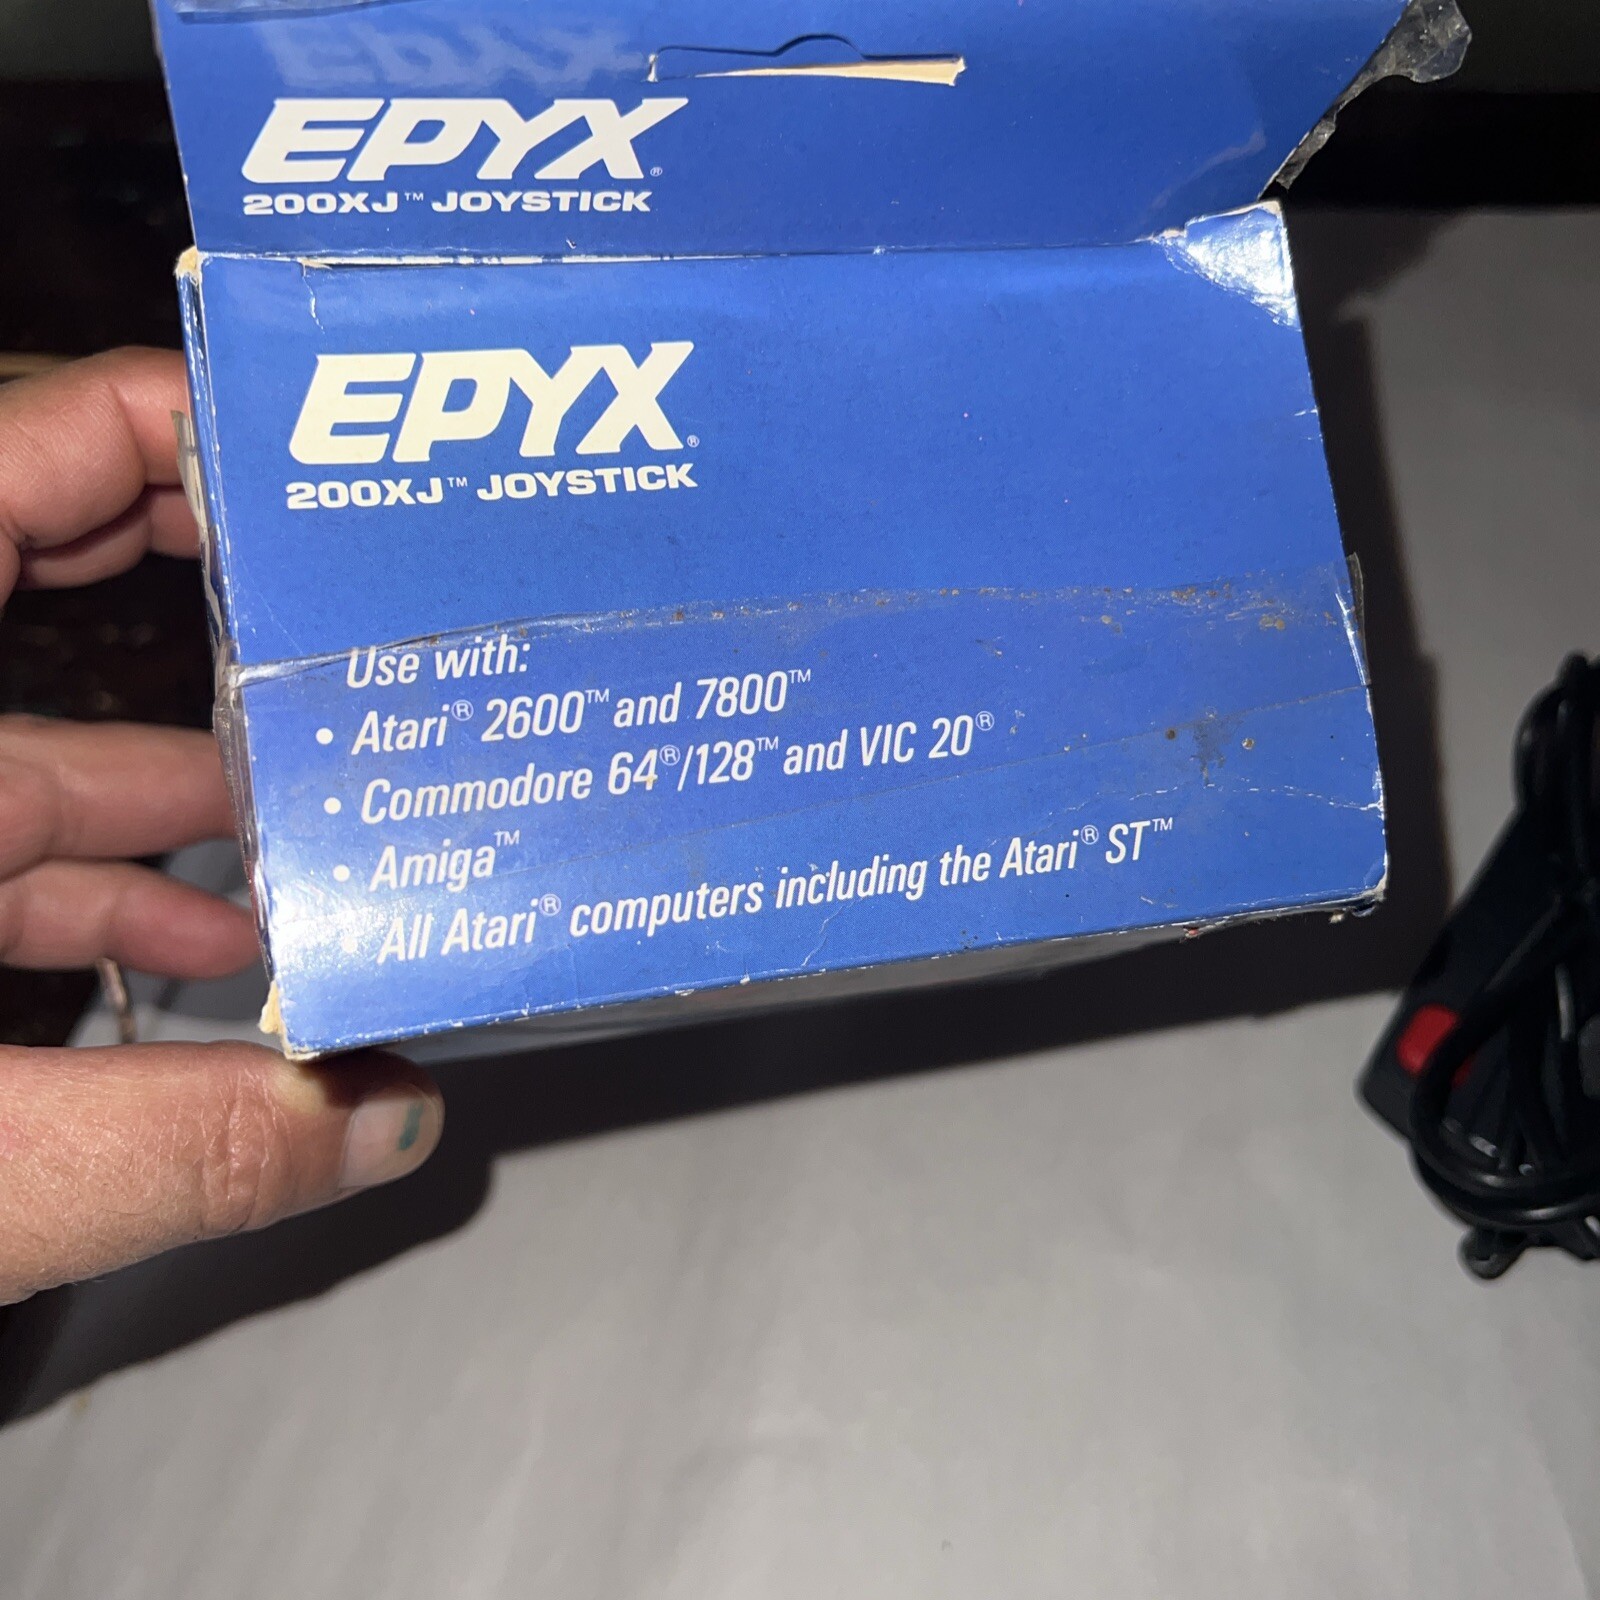 EPYX®
200XJ™ JOYSTICK
EPYX®
200XJ™ JOYSTICK
Use with:
• Atari® 2600™ and 7800™
• Commodore 64®/128™ and VIC 20®
• Amiga™
• All Atari® computers including the Atari® ST™